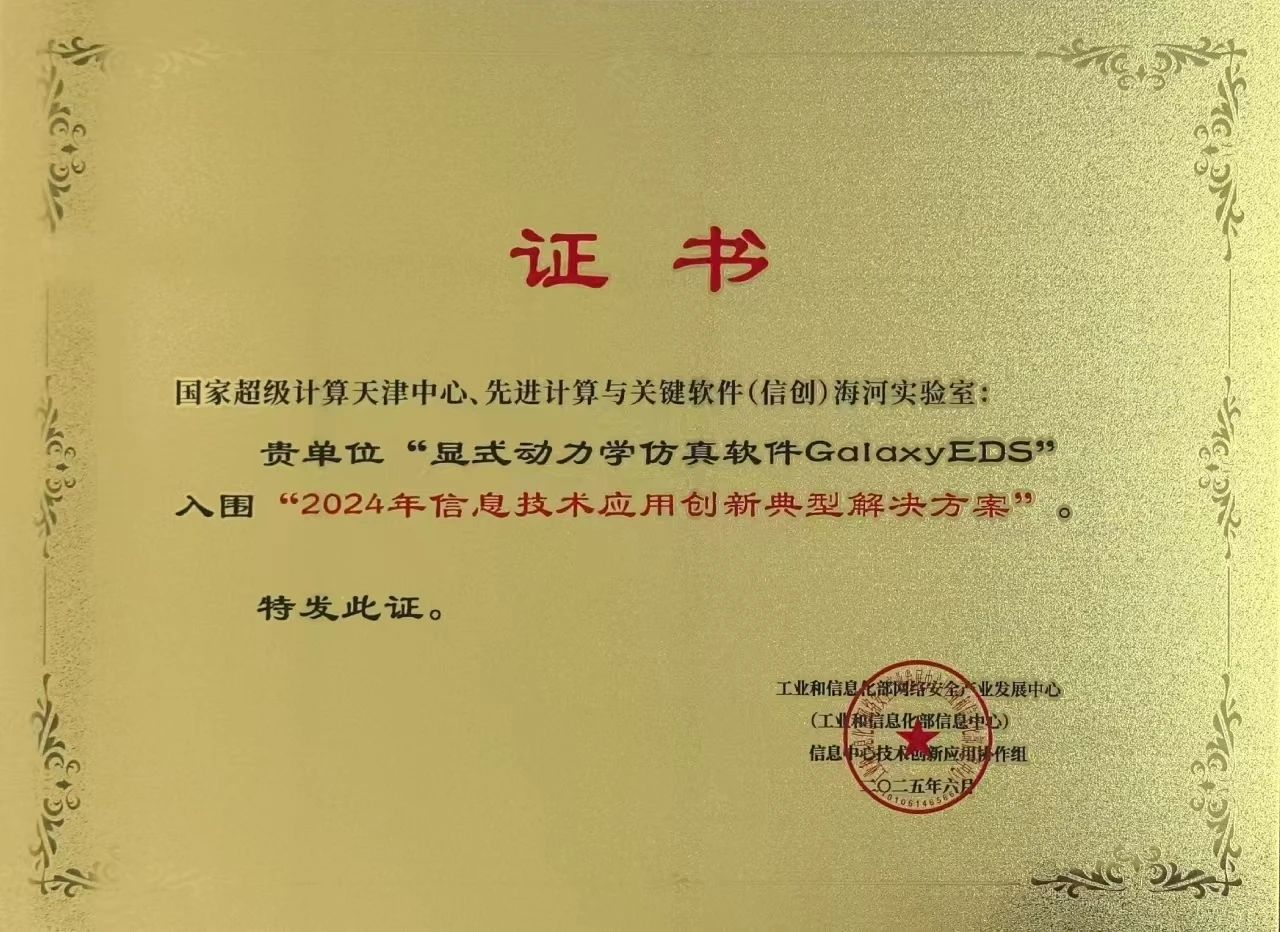 证 书
国家超级计算天津中心、先进计算与关键软件(信创)海河实验室:
贵单位“显式动力学仿真软件GalaxyEDS”
入围“2024年信息技术应用创新典型解决方案”。
特发此证。
工业和信息化部网络安全产业发展中心
(工业和信息化部信息中心)
信息中心技术创新应用协作组
二〇二五年六月